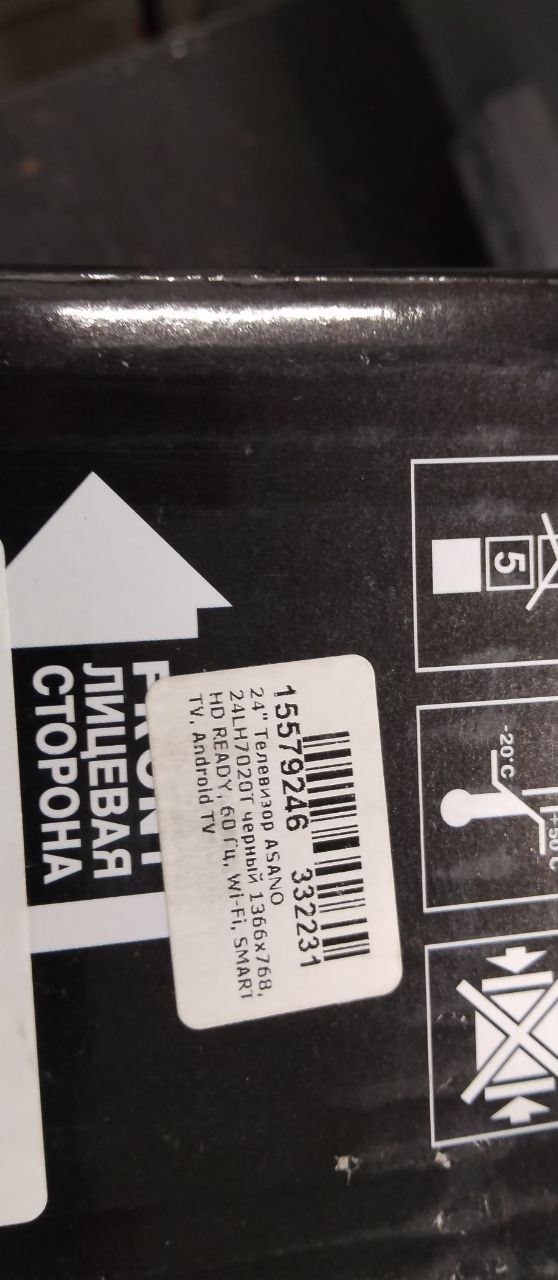 FRONT
ЛИЦЕВАЯ
СТОРОНА
15579246 332231
24" Телевизор ASANO
24LH7020T черный 1366x768,
HD READY, 60 Гц, Wi-Fi, SMART
TV, Android TV
5
-20°C